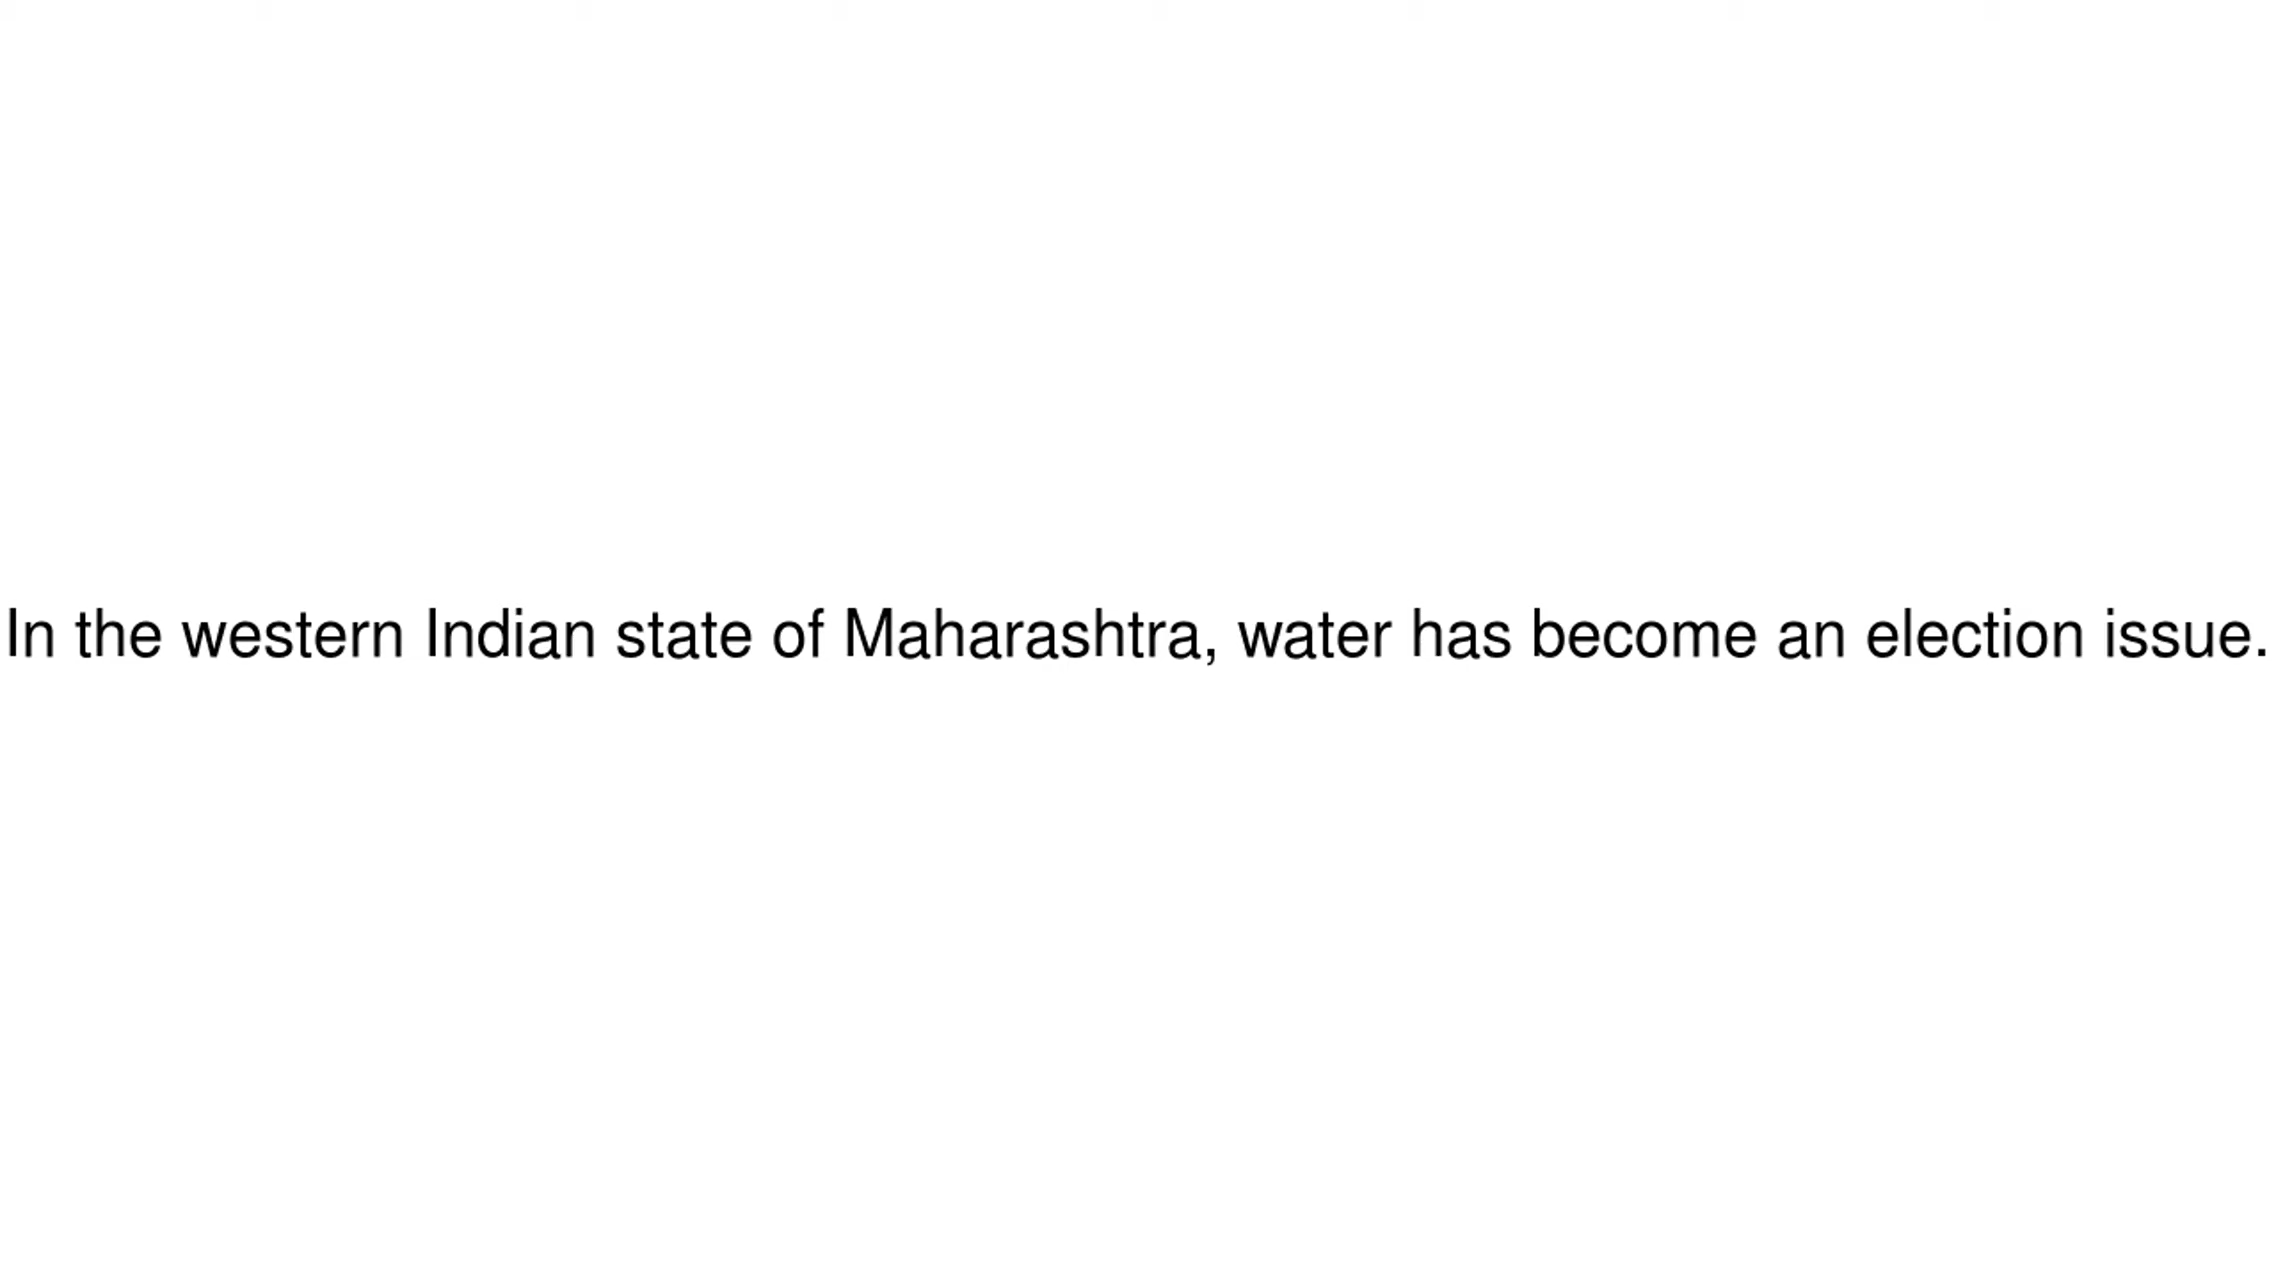 In the western Indian state of Maharashtra, water has become an election issue.